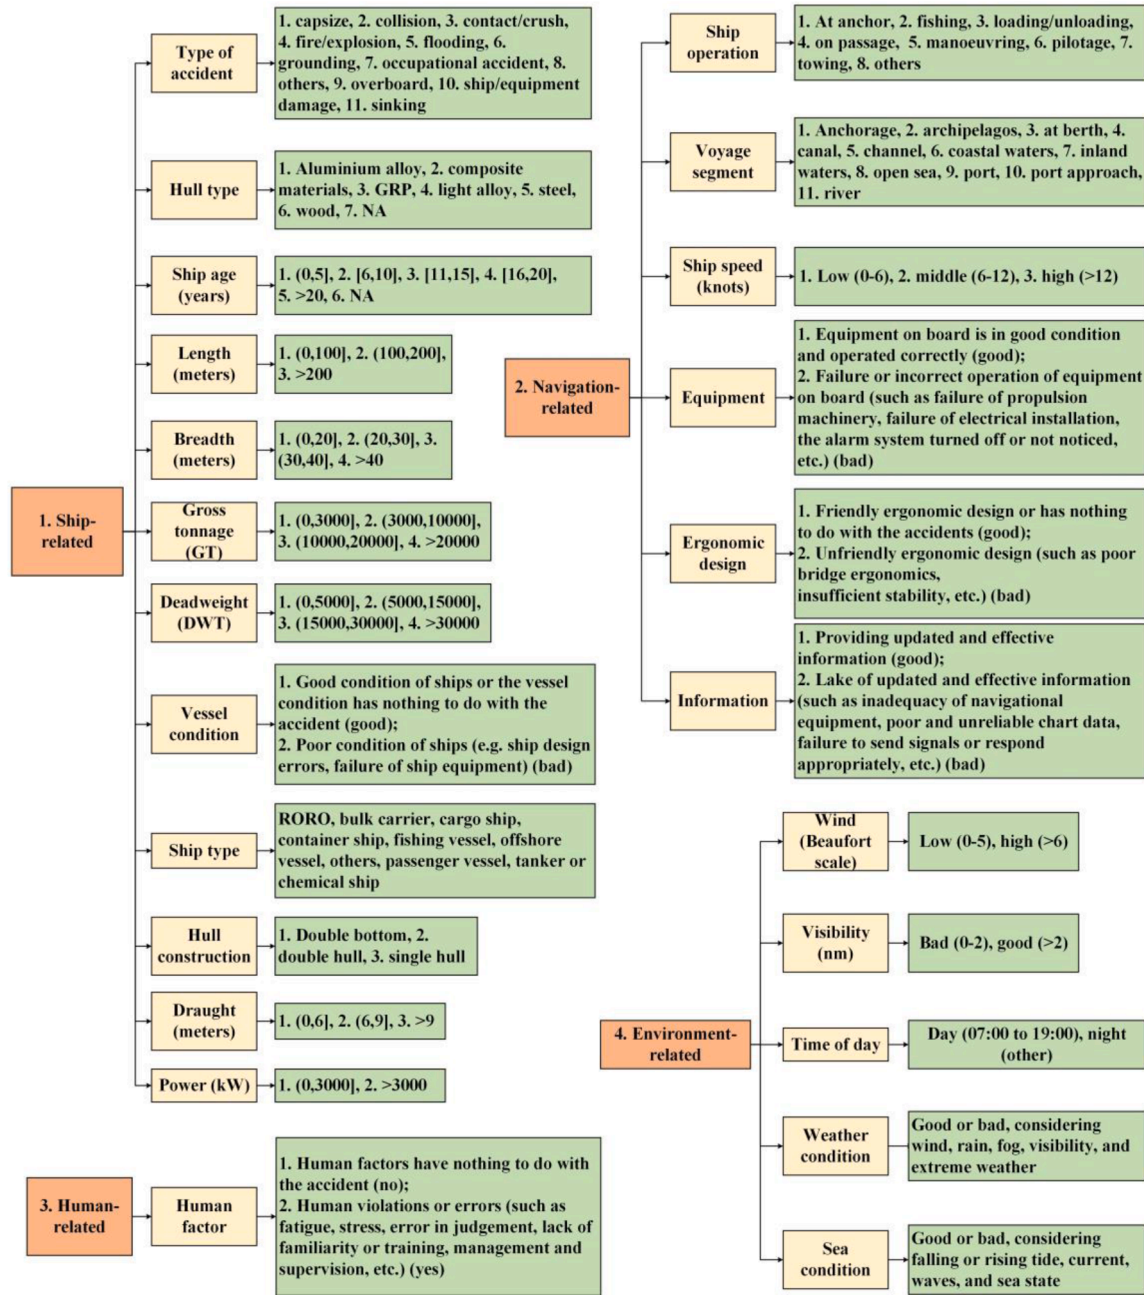 1. Ship-
related
Type of
accident
1. capsize, 2. collision, 3. contact/crush,
4. fire/explosion, 5. flooding, 6.
grounding, 7. occupational accident, 8.
others, 9. overboard, 10. ship/equipment
damage, 11. sinking
Hull type
1. Aluminium alloy, 2. composite
materials, 3. GRP, 4. light alloy, 5. steel,
6. wood, 7. NA
Ship age
(years)
1. (0,5], 2. [6,10], 3. [11,15], 4. [16,20],
5. >20, 6. NA
Length
(meters)
1. (0,100], 2. (100,200],
3. >200
Breadth
(meters)
1. (0,20], 2. (20,30], 3.
(30,40], 4. >40
Gross
tonnage
(GT)
1. (0,3000], 2. (3000,10000],
3. (10000,20000], 4. >20000
Deadweight
(DWT)
1. (0,5000], 2. (5000,15000],
3. (15000,30000], 4. >30000
Vessel
condition
1. Good condition of ships or the vessel
condition has nothing to do with the
accident (good);
2. Poor condition of ships (e.g. ship design
errors, failure of ship equipment) (bad)
Ship type
RORO, bulk carrier, cargo ship,
container ship, fishing vessel, offshore
vessel, others, passenger vessel, tanker or
chemical ship
Hull
construction
1. Double bottom, 2.
double hull, 3. single hull
Draught
(meters)
1. (0,6], 2. (6,9], 3. >9
Power (kW)
1. (0,3000], 2. >3000
2. Navigation-
related
Ship
operation
1. At anchor, 2. fishing, 3. loading/unloading,
4. on passage, 5. manoeuvring, 6. pilotage, 7.
towing, 8. others
Voyage
segment
1. Anchorage, 2. archipelagos, 3. at berth, 4.
canal, 5. channel, 6. coastal waters, 7. inland
waters, 8. open sea, 9. port, 10. port approach,
11. river
Ship speed
(knots)
1. Low (0-6), 2. middle (6-12), 3. high (>12)
Equipment
1. Equipment on board is in good condition
and operated correctly (good);
2. Failure or incorrect operation of equipment
on board (such as failure of propulsion
machinery, failure of electrical installation,
the alarm system turned off or not noticed,
etc.) (bad)
Ergonomic
design
1. Friendly ergonomic design or has nothing
to do with the accidents (good);
2. Unfriendly ergonomic design (such as poor
bridge ergonomics,
insufficient stability, etc.) (bad)
Information
1. Providing updated and effective
information (good);
2. Lake of updated and effective information
(such as inadequacy of navigational
equipment, poor and unreliable chart data,
failure to send signals or respond
appropriately, etc.) (bad)
3. Human-
related
Human
factor
1. Human factors have nothing to do with
the accident (no);
2. Human violations or errors (such as
fatigue, stress, error in judgement, lack of
familiarity or training, management and
supervision, etc.) (yes)
4. Environment-
related
Wind
(Beaufort
scale)
Low (0-5), high (>6)
Visibility
(nm)
Bad (0-2), good (>2)
Time of day
Day (07:00 to 19:00), night
(other)
Weather
condition
Good or bad, considering
wind, rain, fog, visibility, and
extreme weather
Sea
condition
Good or bad, considering
falling or rising tide, current,
waves, and sea state